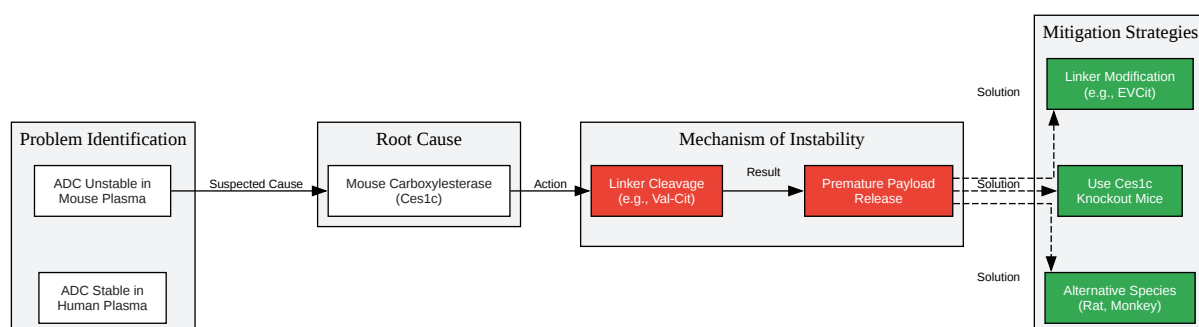 Problem Identification
ADC Unstable in
Mouse Plasma
ADC Stable in
Human Plasma
Suspected Cause
Root Cause
Mouse Carboxylesterase
(Ces1c)
Action
Mechanism of Instability
Linker Cleavage
(e.g., Val-Cit)
Result
Premature Payload
Release
Solution
Solution
Solution
Mitigation Strategies
Linker Modification
(e.g., EVCit)
Use Ces1c
Knockout Mice
Alternative Species
(Rat, Monkey)